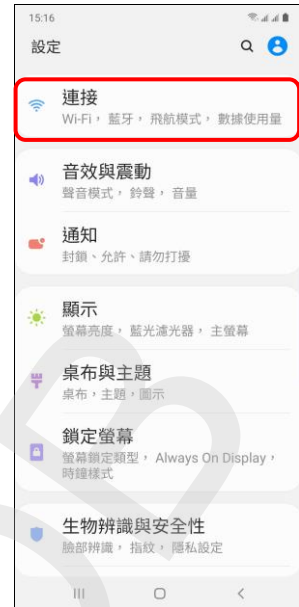 15:16
設定
連接
Wi-Fi， 藍牙， 飛航模式， 數據使用量
音效與震動
聲音模式， 鈴聲， 音量
通知
封鎖、允許、請勿打擾
顯示
螢幕亮度， 藍光濾光器， 主螢幕
桌布與主題
桌布，主題，圖示
鎖定螢幕
螢幕鎖定類型， Always On Display，
時鐘樣式
生物辨識與安全性
臉部辨識， 指紋， 隱私設定